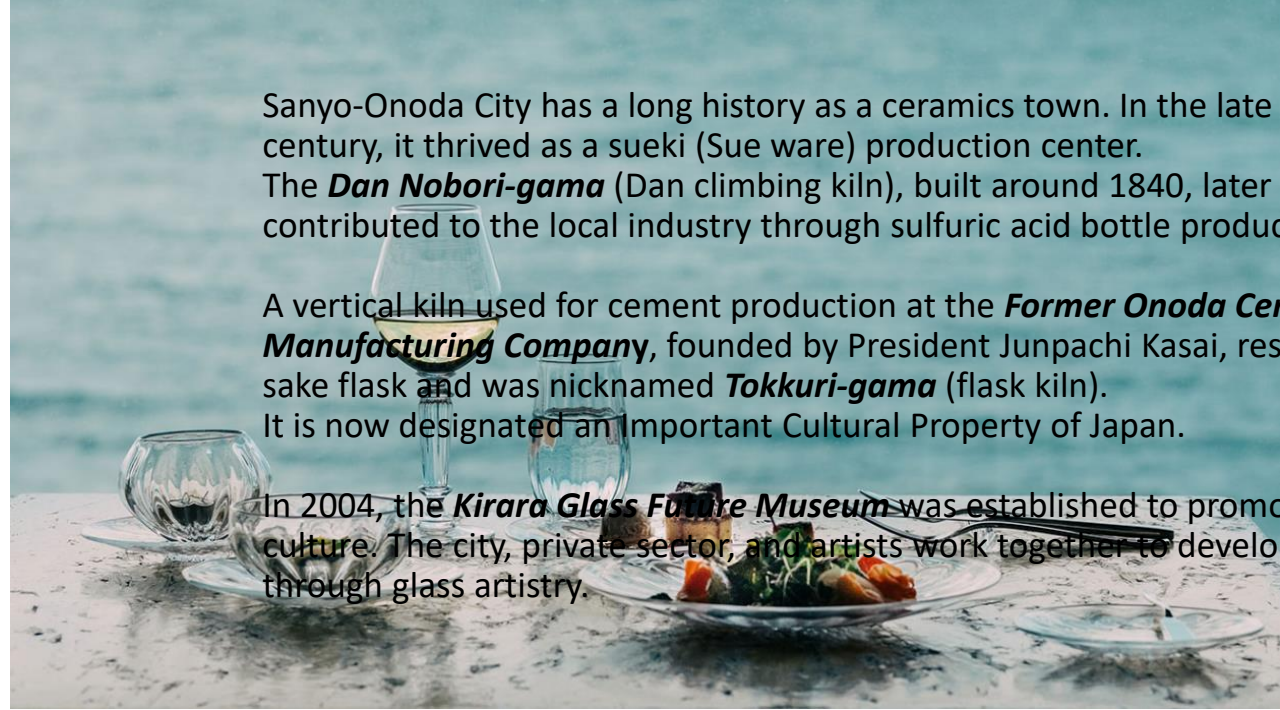 Sanyo-Onoda City has a long history as a ceramics town. In the late
century, it thrived as a sueki (Sue ware) production center.
The Dan Nobori-gama (Dan climbing kiln), built around 1840, later
contributed to the local industry through sulfuric acid bottle produc
A vertical kiln used for cement production at the Former Onoda Cer
Manufacturing Company, founded by President Junpachi Kasai, res
sake flask and was nicknamed Tokkuri-gama (flask kiln).
It is now designated an Important Cultural Property of Japan.
In 2004, the Kirara Glass Future Museum was established to promo
culture. The city, private sector, and artists work together to develo
through glass artistry.